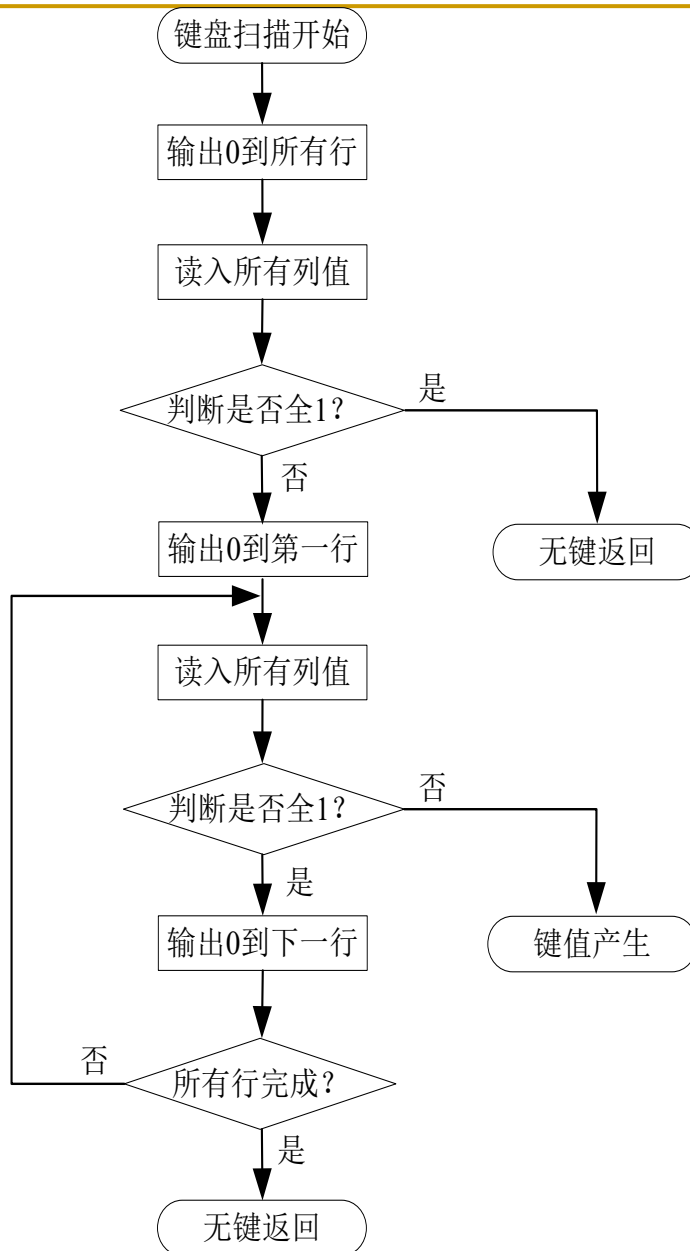 键盘扫描开始
输出0到所有行
读入所有列值
判断是否全1？
是
否
输出0到第一行
无键返回
读入所有列值
判断是否全1？
否
是
输出0到下一行
键值产生
否
所有行完成？
是
无键返回